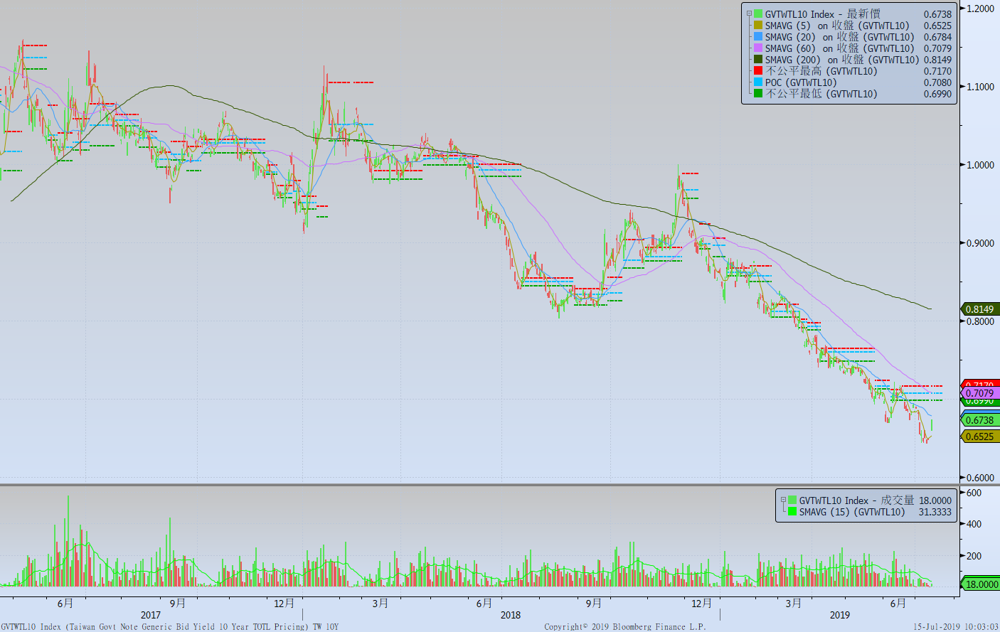 GVTWTL10 Index - 最新價 0.6738
SMAVG (5) on 收盤 (GVTWTL10) 0.6525
SMAVG (20) on 收盤 (GVTWTL10) 0.6784
SMAVG (60) on 收盤 (GVTWTL10) 0.7079
SMAVG (200) on 收盤 (GVTWTL10) 0.8149
不公平最高 (GVTWTL10) 0.7170
POC (GVTWTL10) 0.7080
不公平最低 (GVTWTL10) 0.6990
1.2000
1.1000
1.0000
0.9000
0.8149
0.8000
0.7170
0.7079
0.6990
0.6738
0.6525
0.6000
GVTWTL10 Index - 成交量 18.0000
SMAVG (15) (GVTWTL10) 31.3333
600
400
200
18.0000
6月 9月 12月 3月 6月 9月 12月 3月 6月
2017 2018 2019
GVTWTL10 Index (Taiwan Govt Note Generic Bid Yield 10 Year TOTL Pricing) TW 10Y Copyright© 2019 Bloomberg Finance L.P. 15-Jul-2019 10:03:03